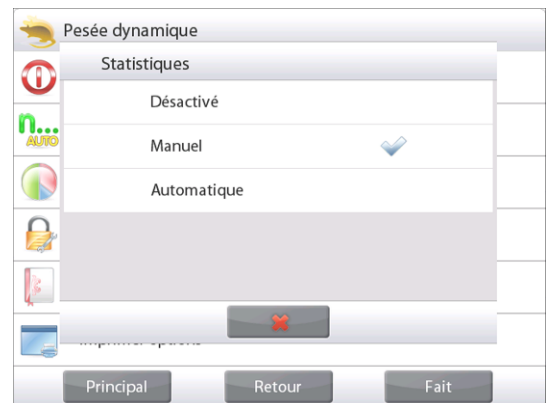 Pesée dynamique
Statistiques
Désactivé
n...
AUTO
Manuel
Automatique
Principal
Retour
Fait